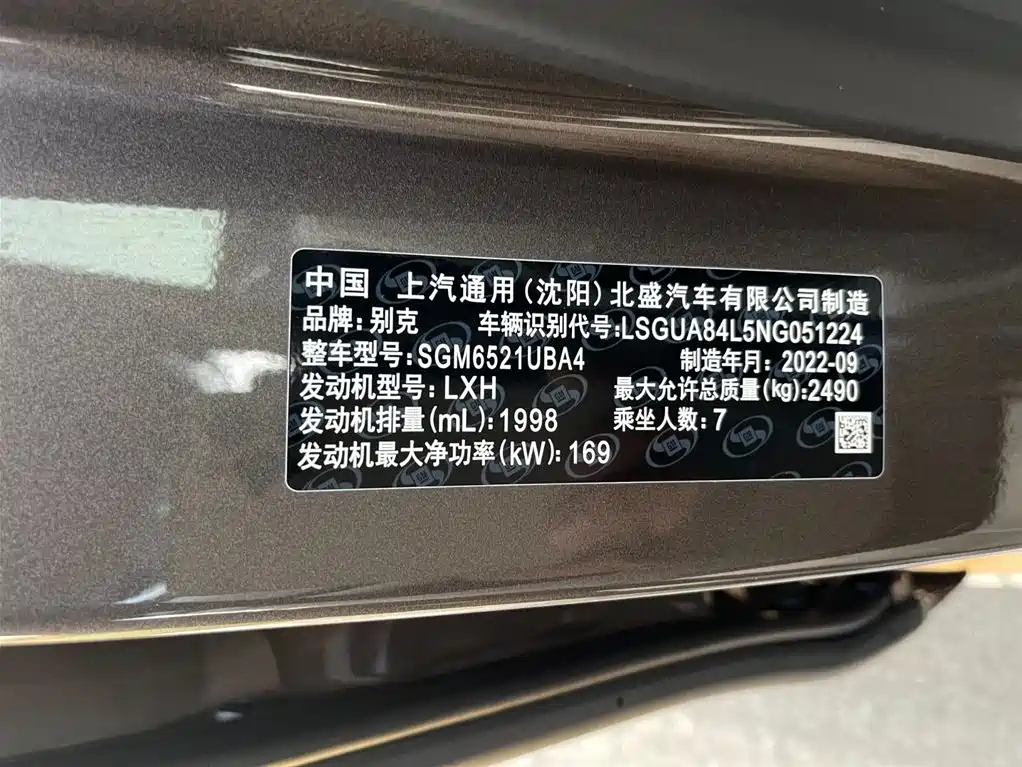 中国 上汽通用(沈阳)北盛汽车有限公司制造
品牌:别克 车辆识别代号:LSGUA84L5NG051224
整车型号:SGM6521UBA4 制造年月:2022-09
发动机型号:LXH 最大允许总质量(kg):2490
发动机排量(mL):1998 乘坐人数:7
发动机最大净功率(kW):169